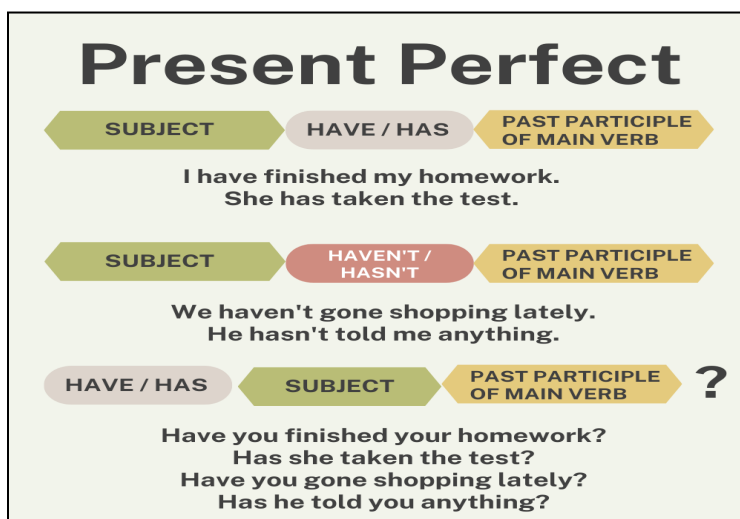 Present Perfect
SUBJECT HAVE / HAS PAST PARTICIPLE
OF MAIN VERB
I have finished my homework.
She has taken the test.
SUBJECT HAVEN'T /
HASN'T PAST PARTICIPLE
OF MAIN VERB
We haven't gone shopping lately.
He hasn't told me anything.
HAVE / HAS SUBJECT PAST PARTICIPLE
OF MAIN VERB ?
Have you finished your homework?
Has she taken the test?
Have you gone shopping lately?
Has he told you anything?